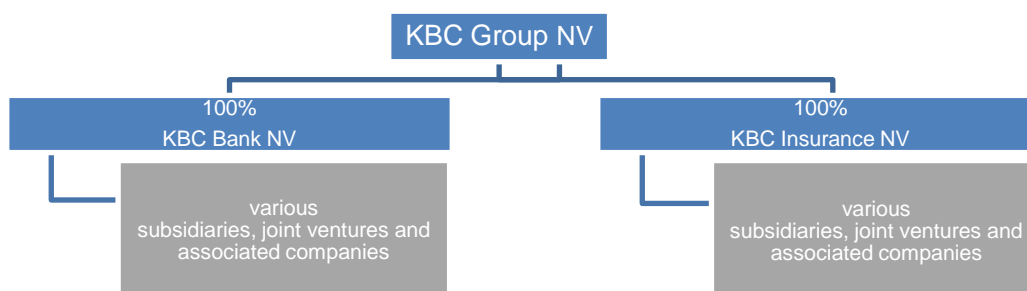 KBC Group NV
100%
KBC Bank NV
100%
KBC Insurance NV
various
subsidiaries, joint ventures and
associated companies
various
subsidiaries, joint ventures and
associated companies